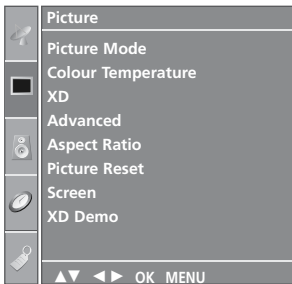 Picture
Picture Mode
Colour Temperature
XD
Advanced
Aspect Ratio
Picture Reset
Screen
XD Demo
▲▼ ◄► OK MENU